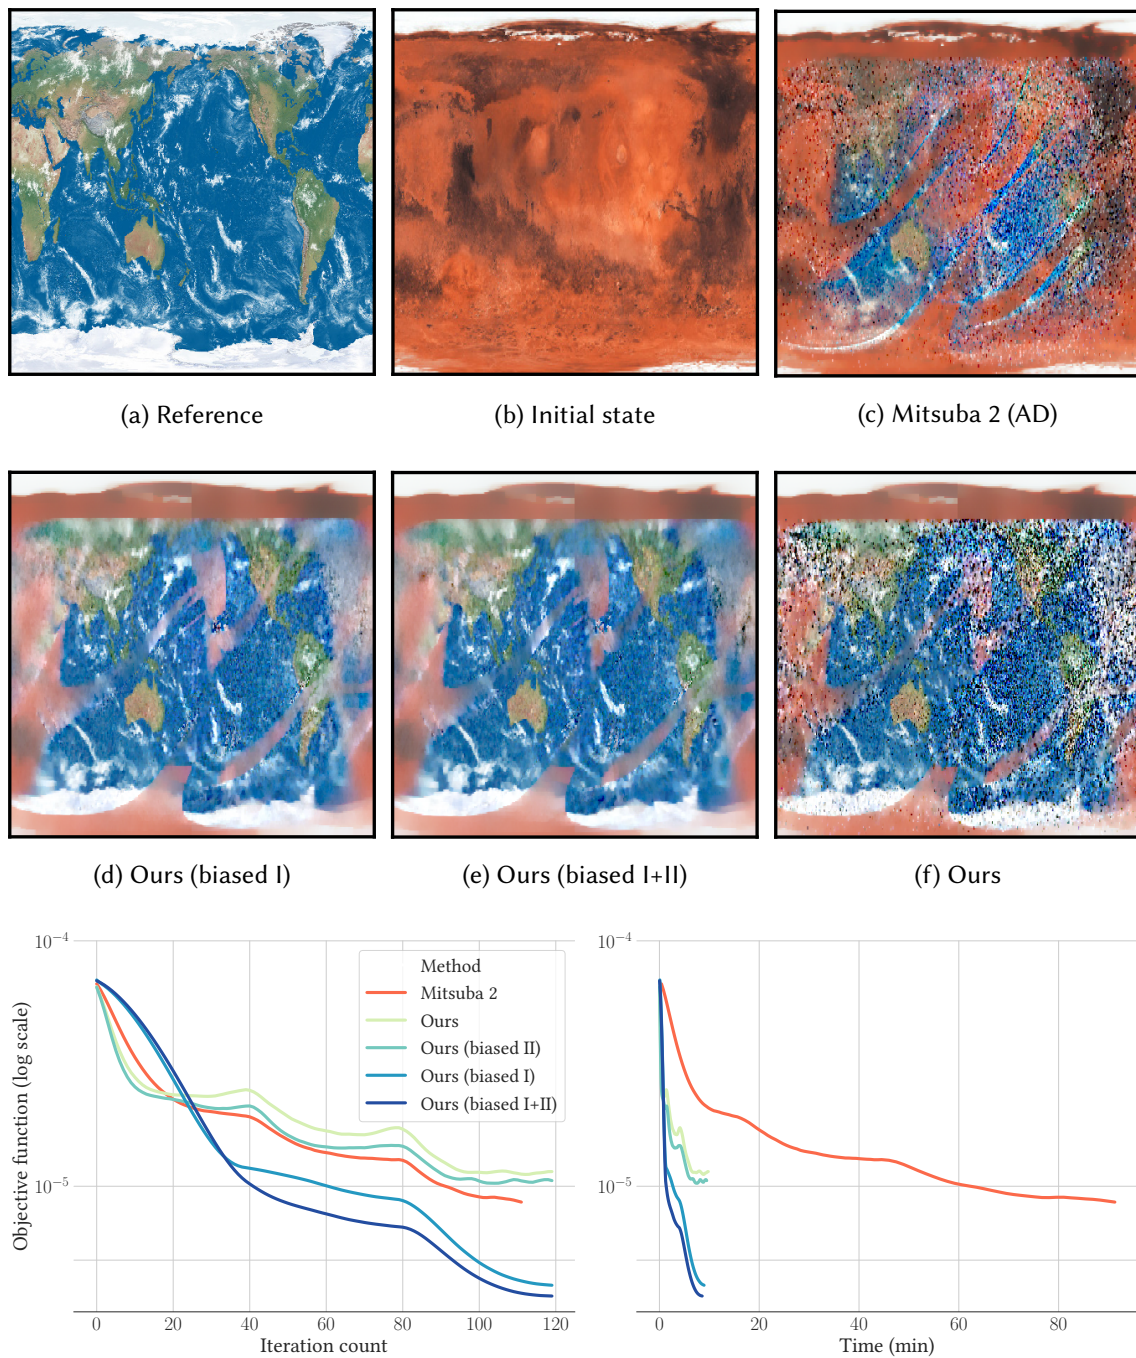 (a) Reference
(b) Initial state
(c) Mitsuba 2 (AD)
(d) Ours (biased I)
(e) Ours (biased I+II)
(f) Ours
Objective function (log scale)
10⁻⁴
10⁻⁵
Method
Mitsuba 2
Ours
Ours (biased II)
Ours (biased I)
Ours (biased I+II)
0 20 40 60 80 100 120
Iteration count
10⁻⁴
10⁻⁵
0 20 40 60 80
Time (min)